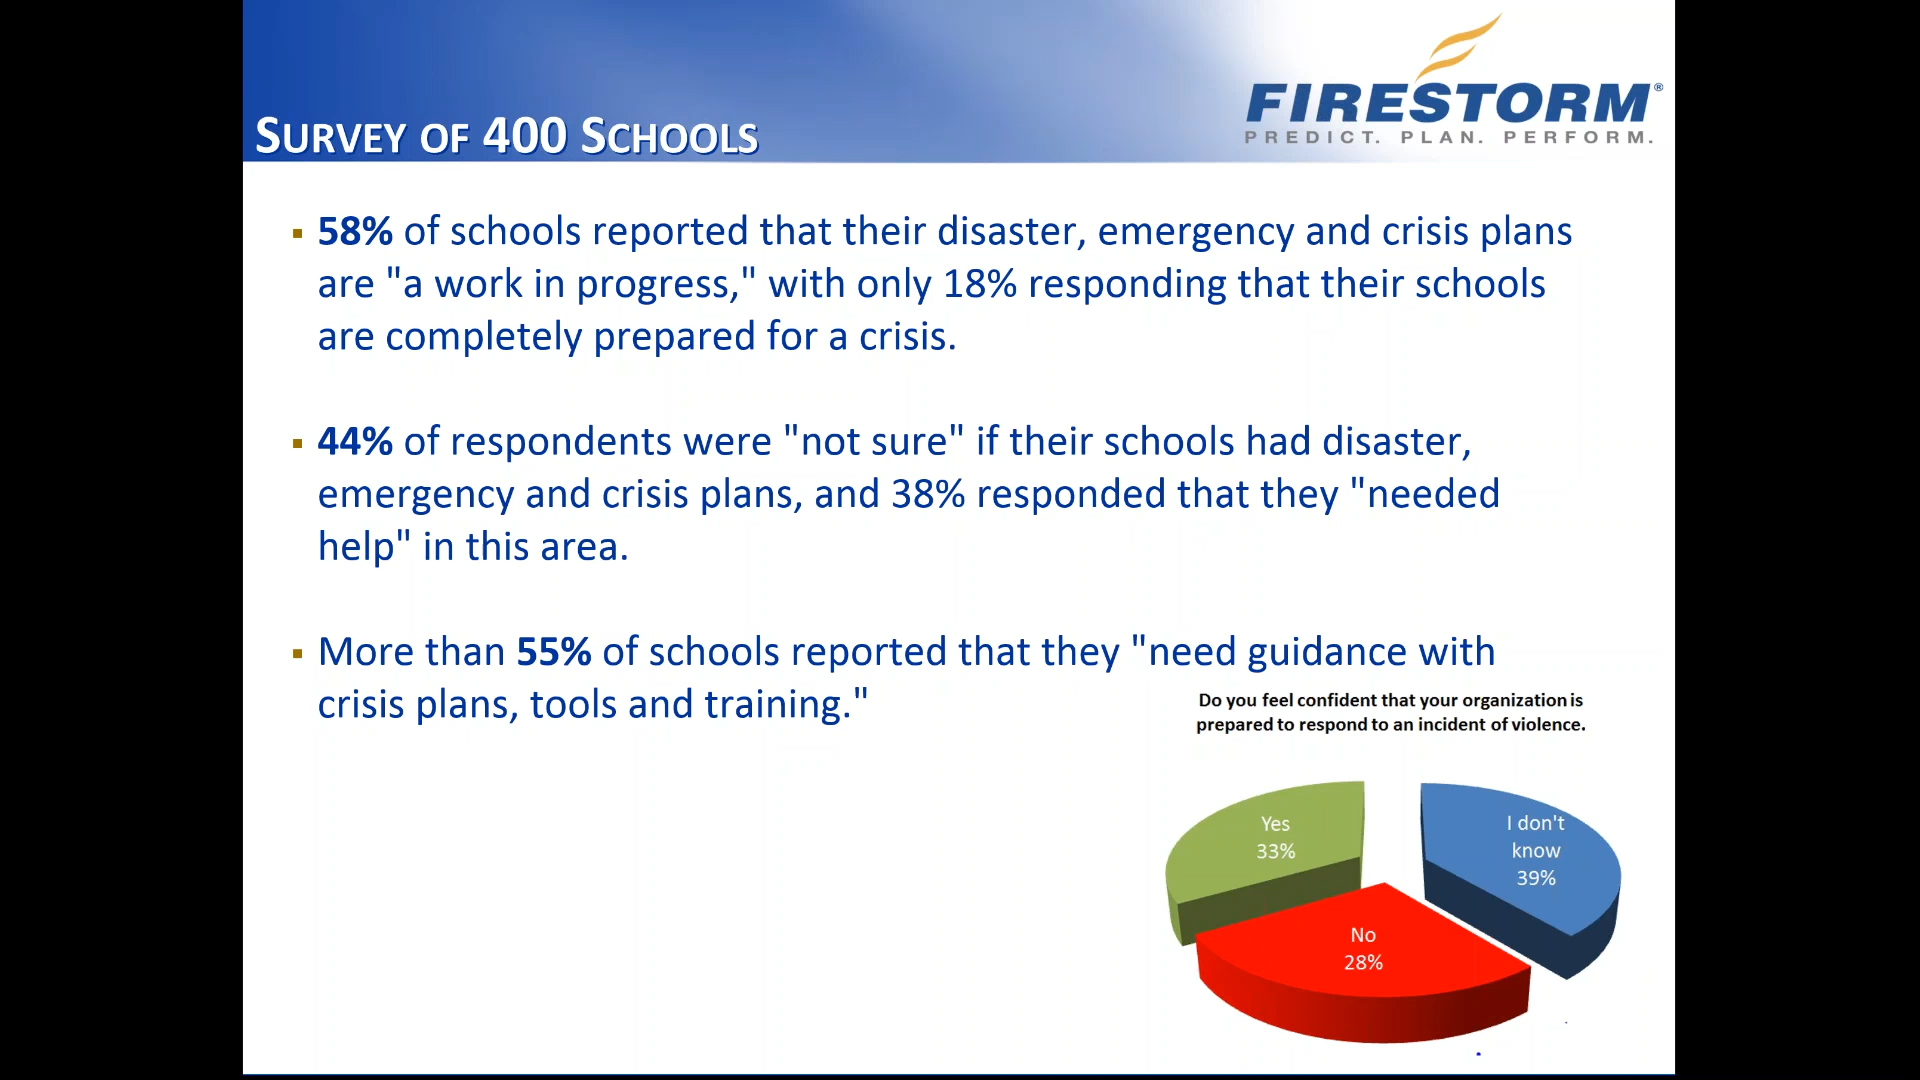 FIRESTORM®
PREDICT. PLAN. PERFORM.
SURVEY OF 400 SCHOOLS
▪ 58% of schools reported that their disaster, emergency and crisis plans
are "a work in progress," with only 18% responding that their schools
are completely prepared for a crisis.
▪ 44% of respondents were "not sure" if their schools had disaster,
emergency and crisis plans, and 38% responded that they "needed
help" in this area.
▪ More than 55% of schools reported that they "need guidance with
crisis plans, tools and training."
Do you feel confident that your organization is
prepared to respond to an incident of violence.
Yes
33%
I don't
know
39%
No
28%